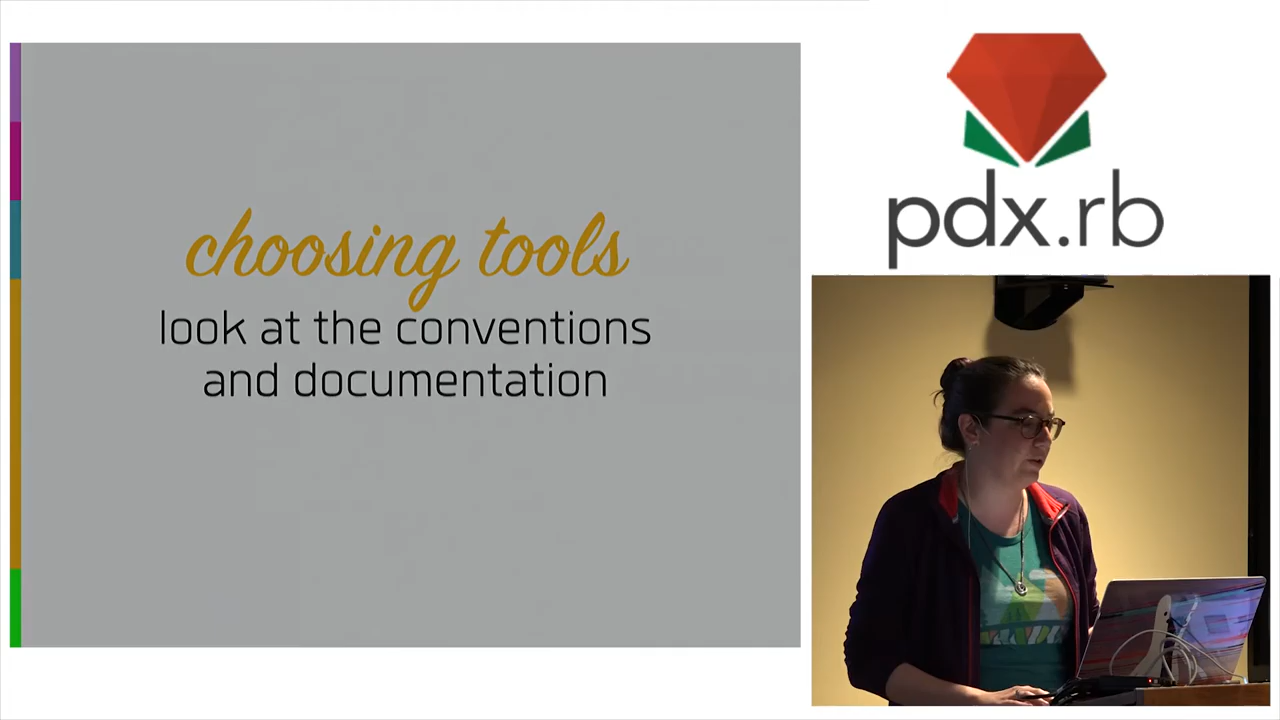 choosing tools
look at the conventions
and documentation
pdx.rb